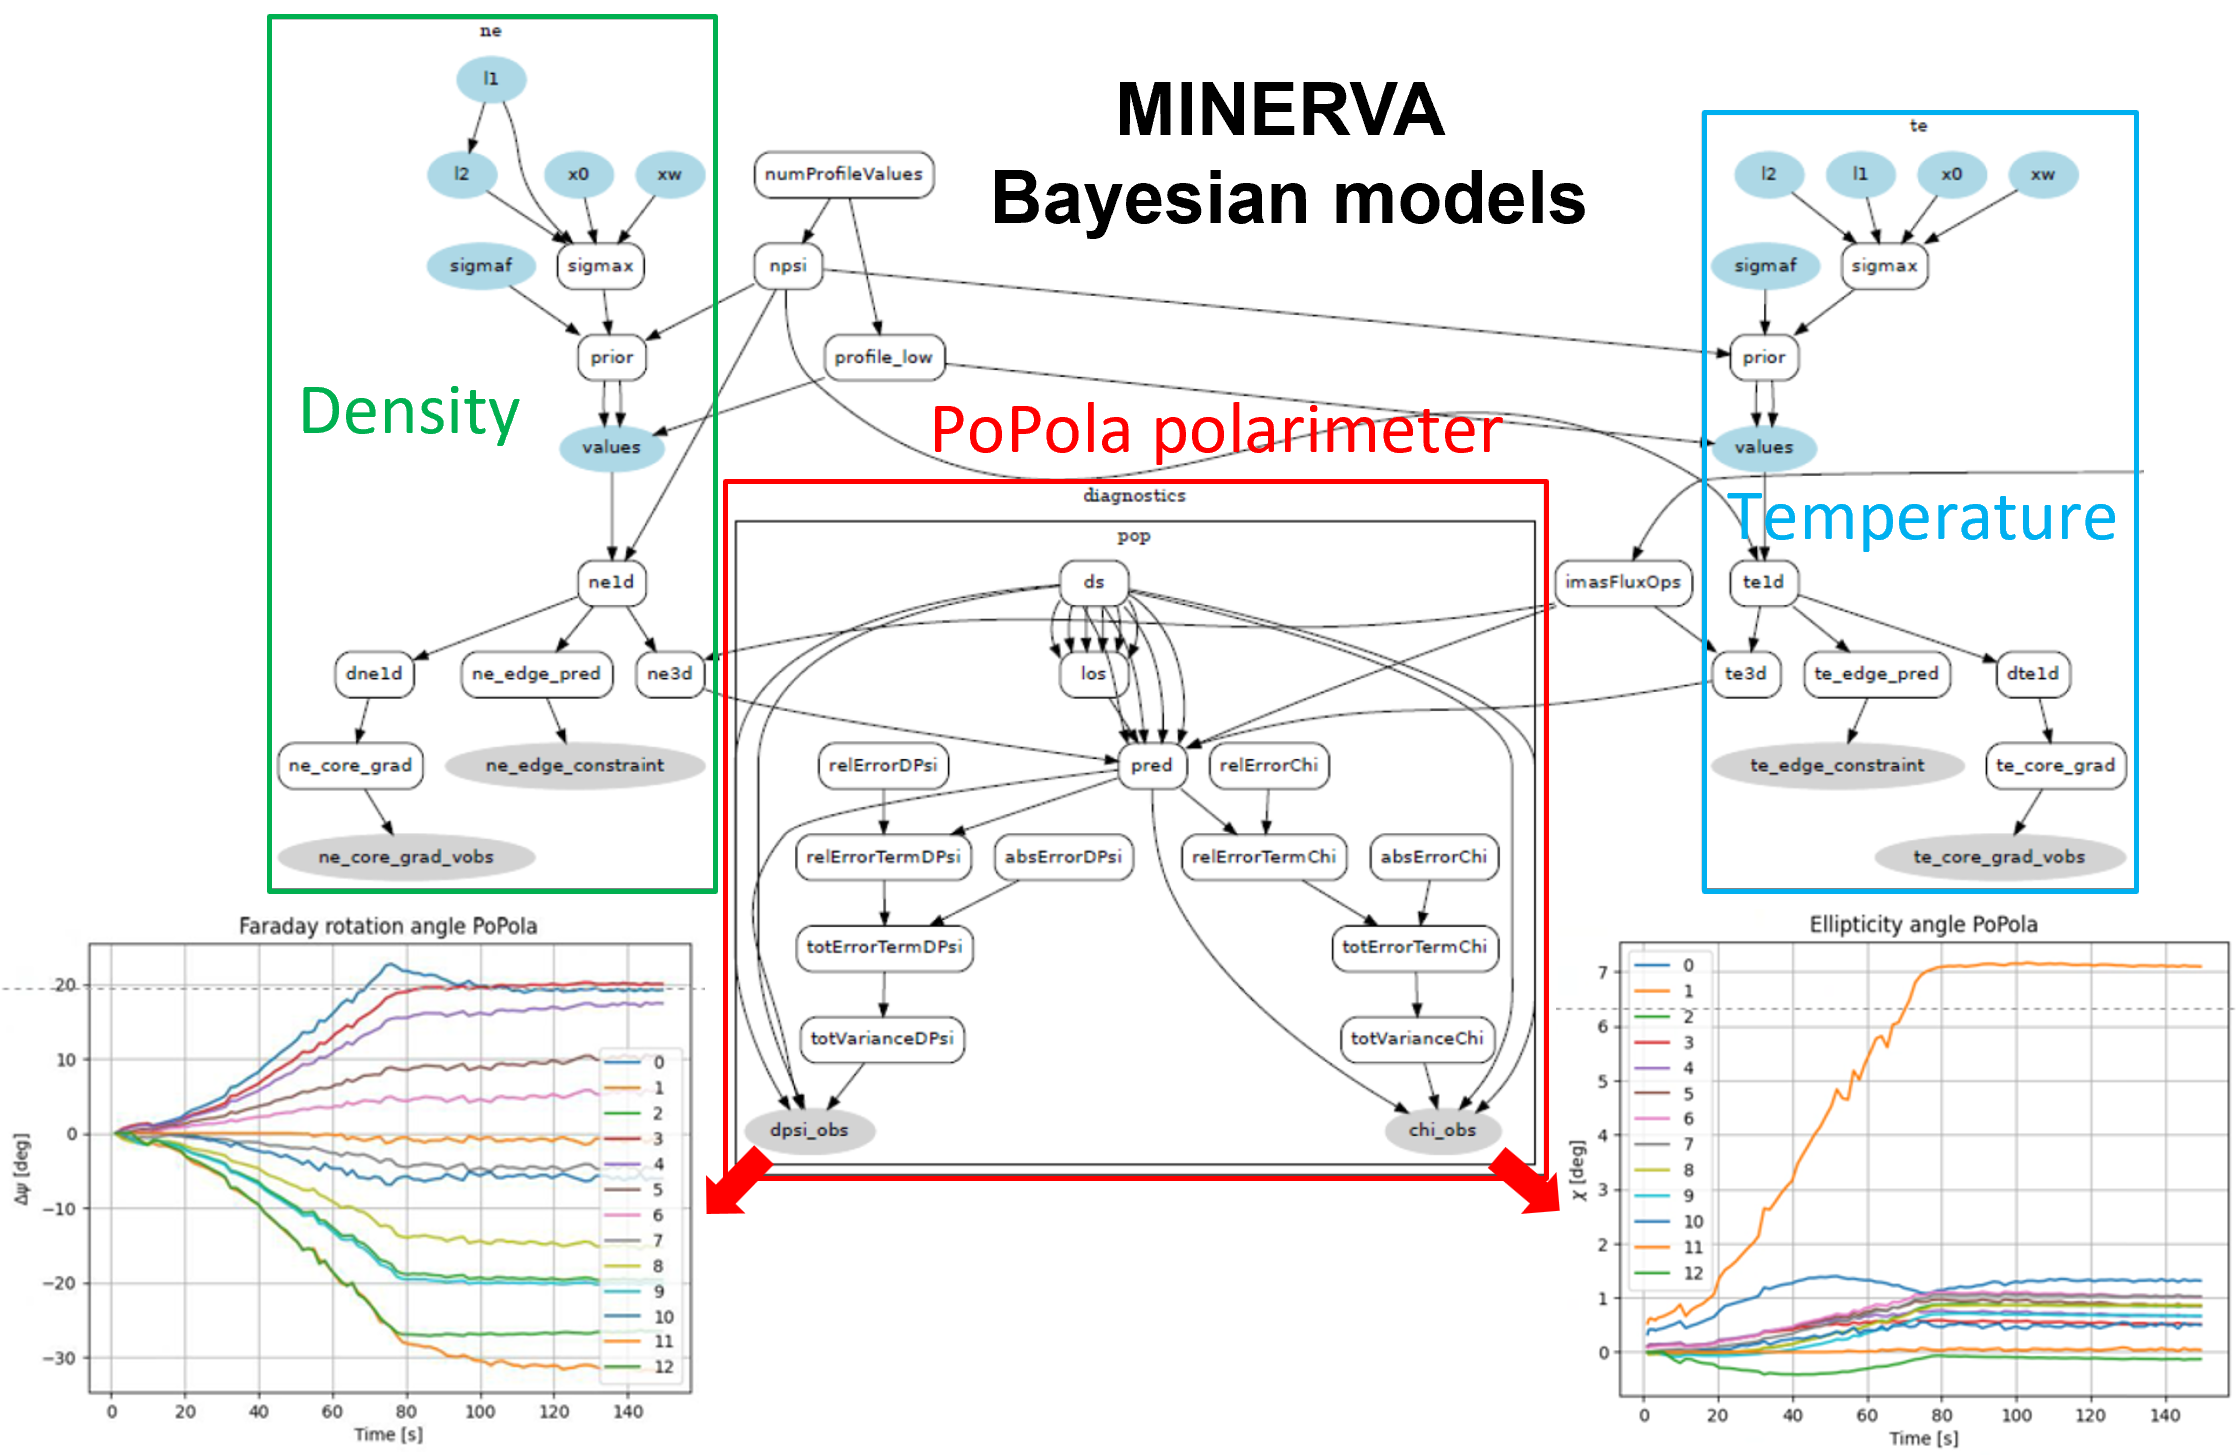 MINERVA
Bayesian models
ne
l1
l2
x0
xw
sigmaf
sigmax
prior
Density
values
ne1d
dne1d
ne_edge_pred
ne3d
ne_core_grad
ne_edge_constraint
ne_core_grad_vobs
numProfileValues
npsi
profile_low
PoPola polarimeter
diagnostics
pop
ds
los
relErrorDPsi
pred
relErrorChi
relErrorTermDPsi
absErrorDPsi
relErrorTermChi
absErrorChi
totErrorTermDPsi
totErrorTermChi
totVarianceDPsi
totVarianceChi
dpsi_obs
chi_obs
imasFluxOps
te
l2
l1
x0
xw
sigmaf
sigmax
prior
values
Temperature
te1d
te3d
te_edge_pred
dte1d
te_edge_constraint
te_core_grad
te_core_grad_vobs
Faraday rotation angle PoPola
20
10
0
−10
−20
−30
Δψ [deg]
0
1
2
3
4
5
6
7
8
9
10
11
12
0 20 40 60 80 100 120 140
Time [s]
Ellipticity angle PoPola
7
6
5
4
3
2
1
0
χ [deg]
0
1
2
3
4
5
6
7
8
9
10
11
12
0 20 40 60 80 100 120 140
Time [s]